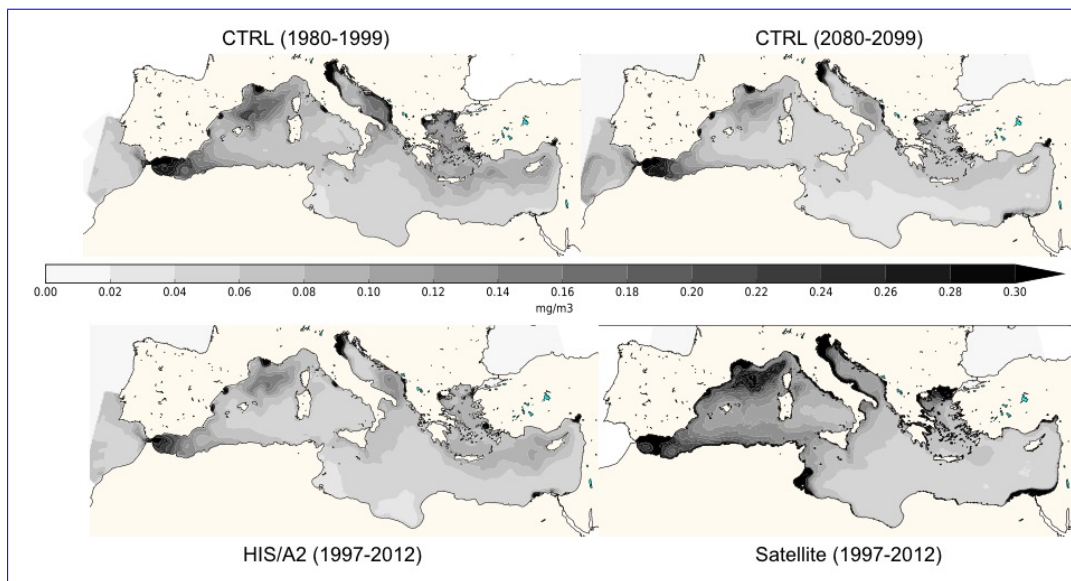 CTRL (1980-1999) CTRL (2080-2099)
0.00 0.02 0.04 0.06 0.08 0.10 0.12 0.14 0.16 0.18 0.20 0.22 0.24 0.26 0.28 0.30
mg/m3
HIS/A2 (1997-2012) Satellite (1997-2012)